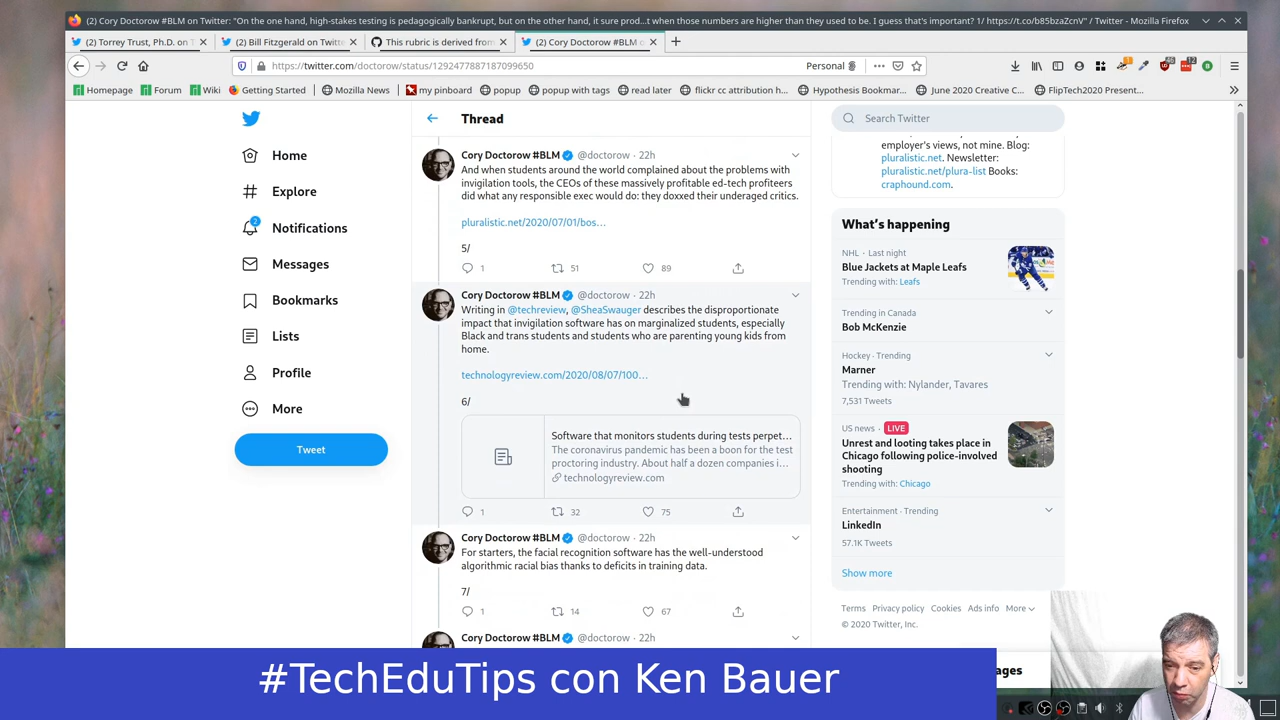 (2) Cory Doctorow #BLM on Twitter: "On the one hand, high-stakes testing is pedagogically bankrupt, but on the other hand, it sure prod...t when those numbers are higher than they used to be. I guess that's important? 1/ https://t.co/b85bzaZcnV" / Twitter - Mozilla Firefox
(2) Torrey Trust, Ph.D. on T
(2) Bill Fitzgerald on Twitte
This rubric is derived from
(2) Cory Doctorow #BLM o
https://twitter.com/doctorow/status/1292477887187099650
Personal
Homepage
Forum
Wiki
Getting Started
Mozilla News
my pinboard
popup
popup with tags
read later
flickr cc attribution h...
Hypothesis Bookmar...
June 2020 Creative C...
FlipTech2020 Present...
Home
Explore
2
Notifications
Messages
Bookmarks
Lists
Profile
More
Tweet
Thread
Cory Doctorow #BLM @doctorow · 22h
And when students around the world complained about the problems with
invigilation tools, the CEOs of these massively profitable ed-tech profiteers
did what any responsible exec would do: they doxxed their underaged critics.
pluralistic.net/2020/07/01/bos...
5/
1 51 89
Cory Doctorow #BLM @doctorow · 22h
Writing in @techreview, @SheaSwauger describes the disproportionate
impact that invigilation software has on marginalized students, especially
Black and trans students and students who are parenting young kids from
home.
technologyreview.com/2020/08/07/100...
6/
Software that monitors students during tests perpet...
The coronavirus pandemic has been a boon for the test
proctoring industry. About half a dozen companies i...
technologyreview.com
1 32 75
Cory Doctorow #BLM @doctorow · 22h
For starters, the facial recognition software has the well-understood
algorithmic racial bias thanks to deficits in training data.
7/
1 14 67
Cory Doctorow #BLM @doctorow · 22h
Search Twitter
employer's views, not mine. Blog:
pluralistic.net. Newsletter:
pluralistic.net/plura-list Books:
craphound.com.
What's happening
NHL · Last night
Blue Jackets at Maple Leafs
Trending with: Leafs
Trending in Canada
Bob McKenzie
Hockey · Trending
Marner
Trending with: Nylander, Tavares
7,531 Tweets
US news · LIVE
Unrest and looting takes place in
Chicago following police-involved
shooting
Trending with: Chicago
Entertainment · Trending
LinkedIn
57.1K Tweets
Show more
Terms Privacy policy Cookies Ads info More
© 2020 Twitter, Inc.
#TechEduTips con Ken Bauer